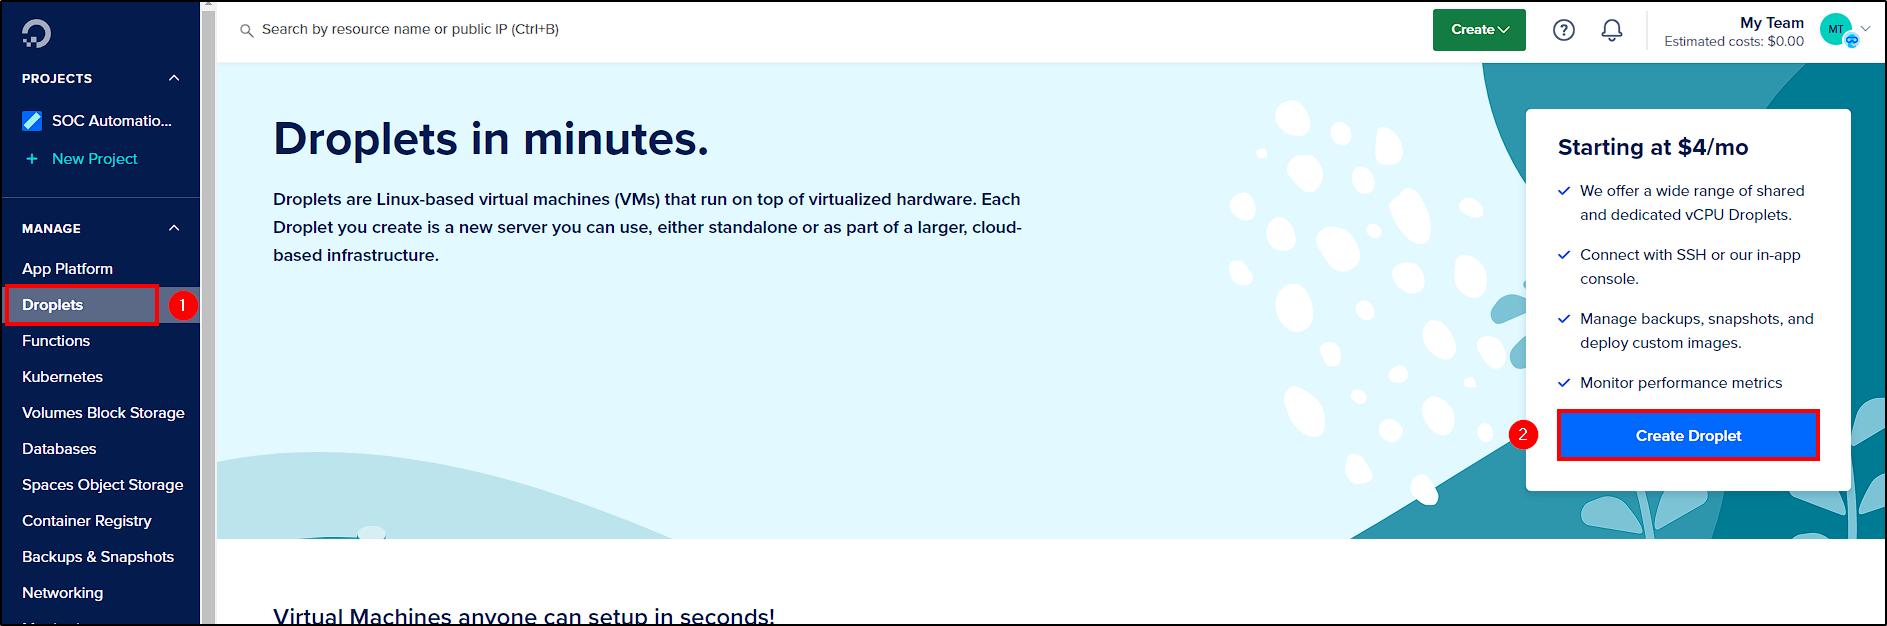 Search by resource name or public IP (Ctrl+B)
Create
My Team
Estimated costs: $0.00
MT
PROJECTS
SOC Automatio...
+ New Project
MANAGE
App Platform
Droplets
1
Functions
Kubernetes
Volumes Block Storage
Databases
Spaces Object Storage
Container Registry
Backups & Snapshots
Networking
Droplets in minutes.
Droplets are Linux-based virtual machines (VMs) that run on top of virtualized hardware. Each
Droplet you create is a new server you can use, either standalone or as part of a larger, cloud-
based infrastructure.
Starting at $4/mo
We offer a wide range of shared
and dedicated vCPU Droplets.
Connect with SSH or our in-app
console.
Manage backups, snapshots, and
deploy custom images.
Monitor performance metrics
2
Create Droplet
Virtual Machines anyone can setup in seconds!